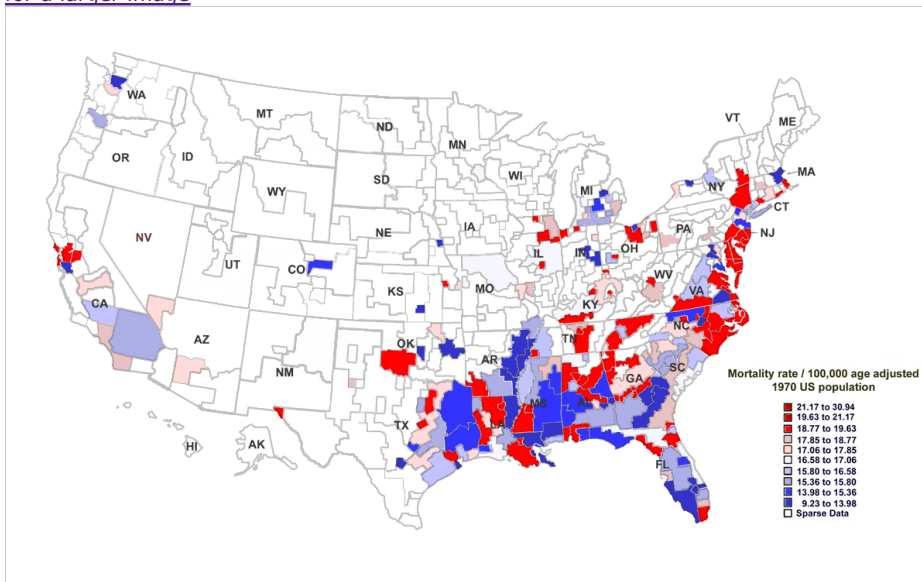 for a larger image
WA
MT
ND
MN
VT
ME
OR
ID
SD
WI
MI
NY
MA
WY
CT
NV
NE
IA
PA
NJ
UT
CO
IL
IN
OH
CA
KS
MO
WV
VA
KY
AZ
OK
TN
NC
NM
AR
SC
MS
GA
TX
LA
HI
AK
FL
Mortality rate / 100,000 age adjusted
1970 US population
21.17 to 30.94
19.63 to 21.17
18.77 to 19.63
17.85 to 18.77
17.06 to 17.85
16.58 to 17.06
15.80 to 16.58
15.36 to 15.80
13.98 to 15.36
9.23 to 13.98
Sparse Data